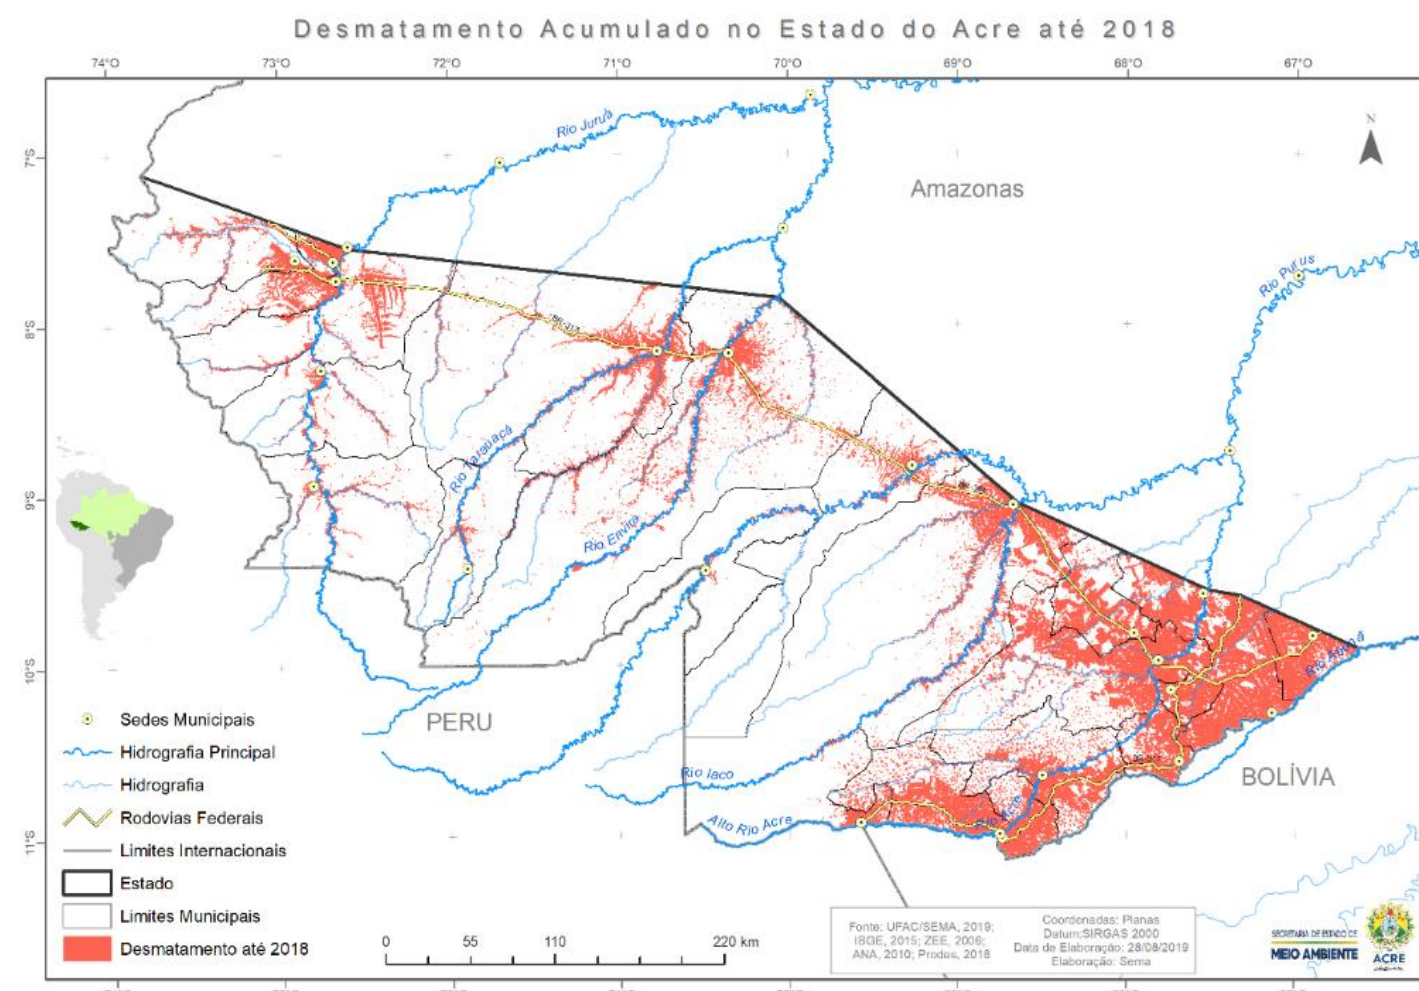 Desmatamento Acumulado no Estado do Acre até 2018
74°O 73°O 72°O 71°O 70°O 69°O 68°O 67°O
7°S
8°S
9°S
10°S
11°S
N
Rio Juruá
Amazonas
Rio Purus
Rio Tarauacá
Rio Envira
Rio Abunã
PERU
Rio Iaco
BOLÍVIA
Rio Acre
Alto Rio Acre
Sedes Municipais
Hidrografia Principal
Hidrografia
Rodovias Federais
Limites Internacionais
Estado
Limites Municipais
Desmatamento até 2018
0 55 110 220 km
Fonte: UFAC/SEMA, 2019;
IBGE, 2015; ZEE, 2006;
ANA, 2010; Prodes, 2018
Coordenadas: Planas
Datum:SIRGAS 2000
Data de Elaboração: 28/08/2019
Elaboração: Sema
SECRETARIA DE ESTADO DE
MEIO AMBIENTE
ACRE